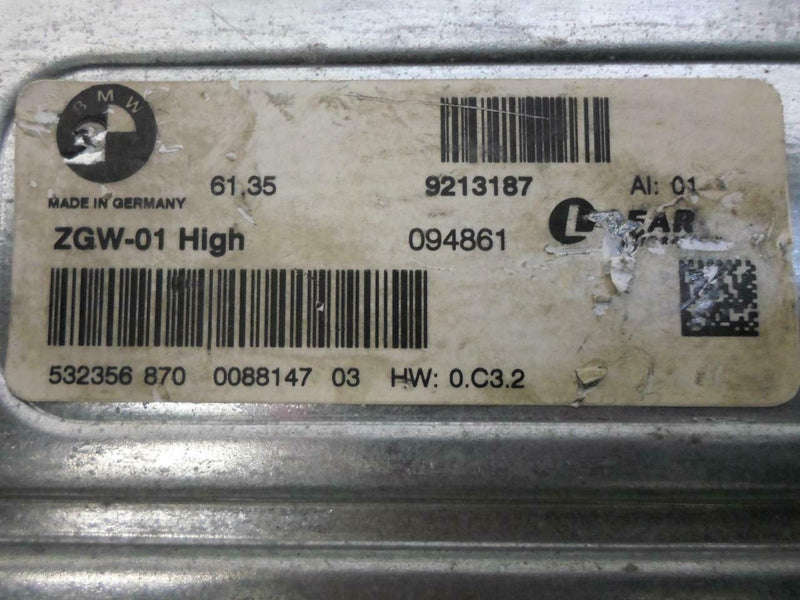 BMW
61.35 9213187 AI: 01
MADE IN GERMANY
ZGW-01 High 094861
532356 870 0088147 03 HW: 0.C3.2